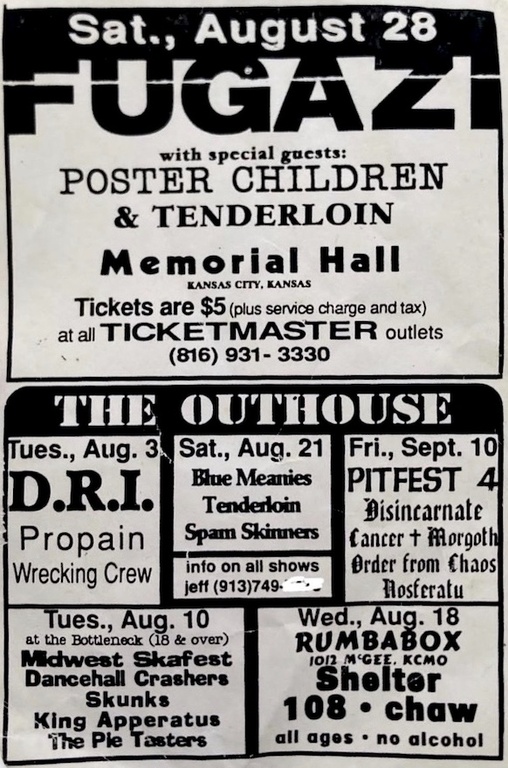 Sat., August 28
FUGAZI
with special guests:
POSTER CHILDREN
& TENDERLOIN
Memorial Hall
KANSAS CITY, KANSAS
Tickets are $5 (plus service charge and tax)
at all TICKETMASTER outlets
(816) 931-3330
THE OUTHOUSE
Tues., Aug. 3
D.R.I.
Propain
Wrecking Crew
Sat., Aug. 21
Blue Meanies
Tenderloin
Spam Skinners
info on all shows
jeff (913)749-
Fri., Sept. 10
PITFEST 4
Disincarnate
Cancer † Morgoth
Order from Chaos
Nosferatu
Tues., Aug. 10
at the Bottleneck (18 & over)
Midwest Skafest
Dancehall Crashers
Skunks
King Apparatus
The Pie Tasters
Wed., Aug. 18
RUMBABOX
1012 McGEE, KCMO
Shelter
108 • chaw
all ages • no alcohol